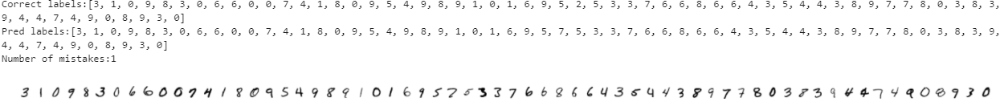 Correct labels:[3, 1, 0, 9, 8, 3, 0, 6, 6, 0, 0, 7, 4, 1, 8, 0, 9, 5, 4, 9, 8, 9, 1, 0, 1, 6, 9, 5, 2, 5, 3, 3, 7, 6, 6, 8, 6, 6, 4, 3, 5, 4, 4, 3, 8, 9, 7, 7, 8, 0, 3, 8, 3,
9, 4, 4, 7, 4, 9, 0, 8, 9, 3, 0]
Pred labels:[3, 1, 0, 9, 8, 3, 0, 6, 6, 0, 0, 7, 4, 1, 8, 0, 9, 5, 4, 9, 8, 9, 1, 0, 1, 6, 9, 5, 7, 5, 3, 3, 7, 6, 6, 8, 6, 6, 4, 3, 5, 4, 4, 3, 8, 9, 7, 7, 8, 0, 3, 8, 3, 9,
4, 4, 7, 4, 9, 0, 8, 9, 3, 0]
Number of mistakes:1
3 1 0 9 8 3 0 6 6 0 0 7 4 1 8 0 9 5 4 9 8 9 1 0 1 6 9 5 2 5 3 3 7 6 6 8 6 6 4 3 5 4 4 3 8 9 7 7 8 0 3 8 3 9 4 4 7 4 9 0 8 9 3 0